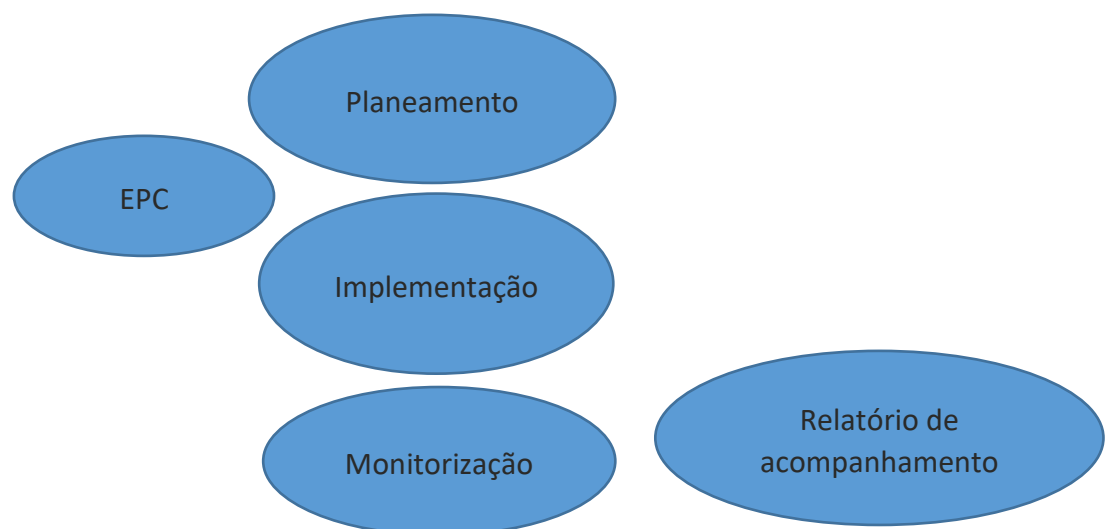 Planeamento
EPC
Implementação
Relatório de
acompanhamento
Monitorização